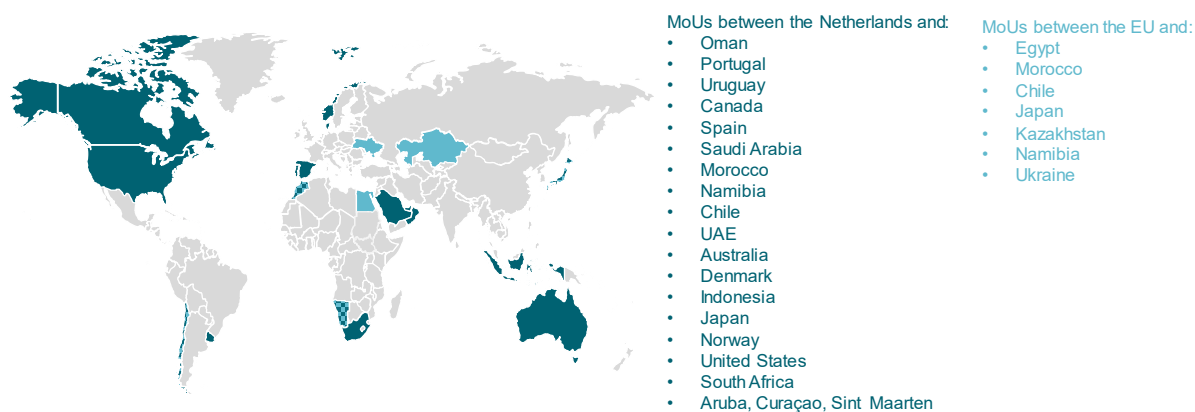 MoUs between the Netherlands and:
• Oman
• Portugal
• Uruguay
• Canada
• Spain
• Saudi Arabia
• Morocco
• Namibia
• Chile
• UAE
• Australia
• Denmark
• Indonesia
• Japan
• Norway
• United States
• South Africa
• Aruba, Curaçao, Sint Maarten
MoUs between the EU and:
• Egypt
• Morocco
• Chile
• Japan
• Kazakhstan
• Namibia
• Ukraine